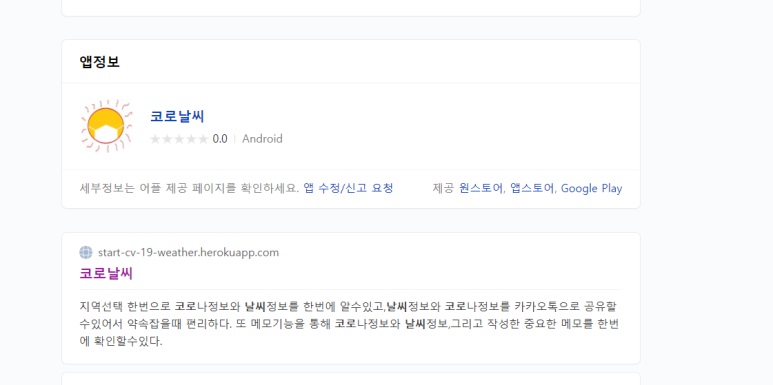 앱정보
코로날씨
0.0 Android
세부정보는 어플 제공 페이지를 확인하세요. 앱 수정/신고 요청 제공 원스토어, 앱스토어, Google Play
start-cv-19-weather.herokuapp.com
코로날씨
지역선택 한번으로 코로나정보와 날씨정보를 한번에 알수있고,날씨정보와 코로나정보를 카카오톡으로 공유할
수있어서 약속잡을때 편리하다. 또 메모기능을 통해 코로나정보와 날씨정보,그리고 작성한 중요한 메모를 한번
에 확인할수있다.